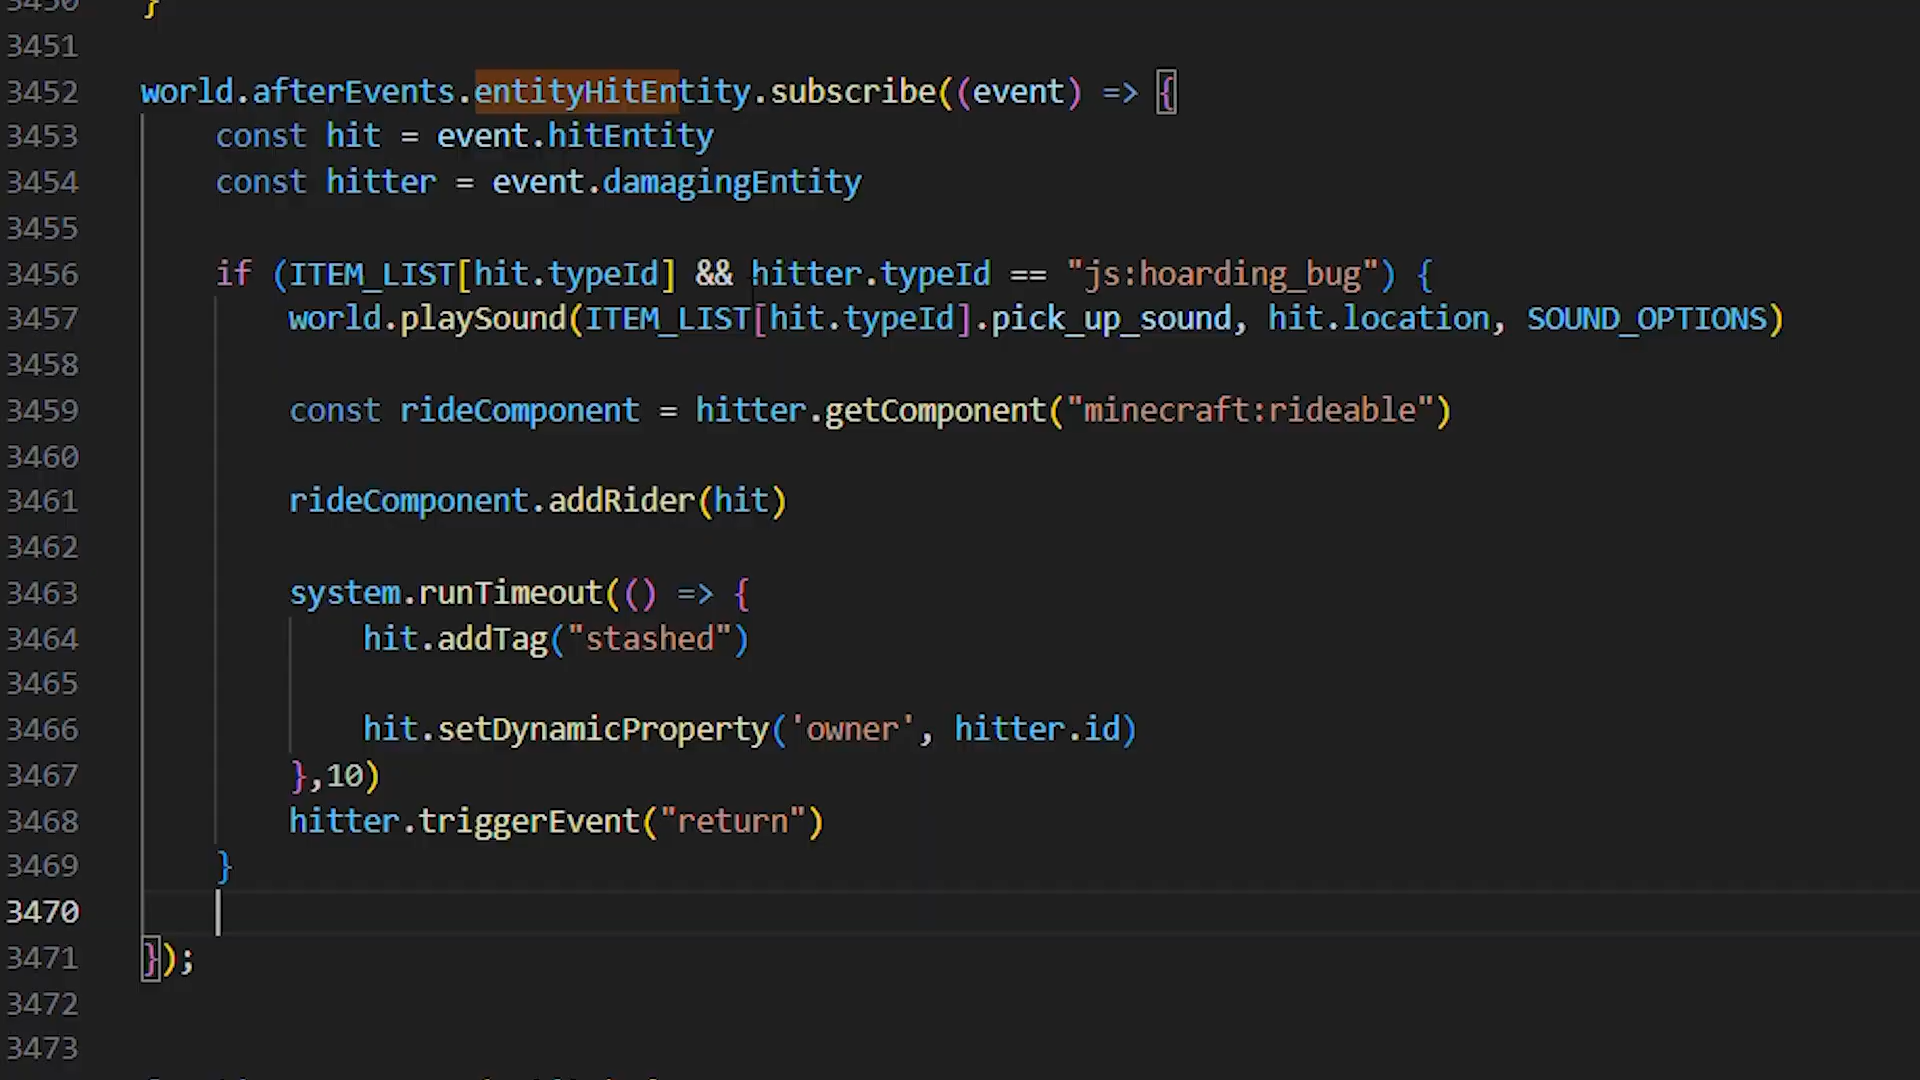 3450 }
3451
3452 world.afterEvents.entityHitEntity.subscribe((event) => {
3453 const hit = event.hitEntity
3454 const hitter = event.damagingEntity
3455
3456 if (ITEM_LIST[hit.typeId] && hitter.typeId == "js:hoarding_bug") {
3457 world.playSound(ITEM_LIST[hit.typeId].pick_up_sound, hit.location, SOUND_OPTIONS)
3458
3459 const rideComponent = hitter.getComponent("minecraft:rideable")
3460
3461 rideComponent.addRider(hit)
3462
3463 system.runTimeout(() => {
3464 hit.addTag("stashed")
3465
3466 hit.setDynamicProperty('owner', hitter.id)
3467 },10)
3468 hitter.triggerEvent("return")
3469 }
3470
3471 });
3472
3473